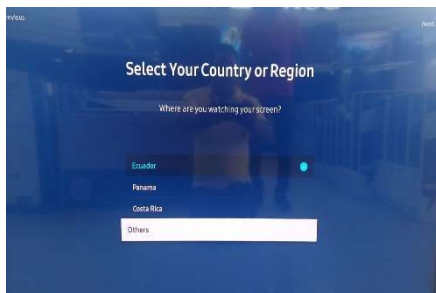 Select Your Country or Region
Where are you watching your screen?
Ecuador
Panama
Costa Rica
Others